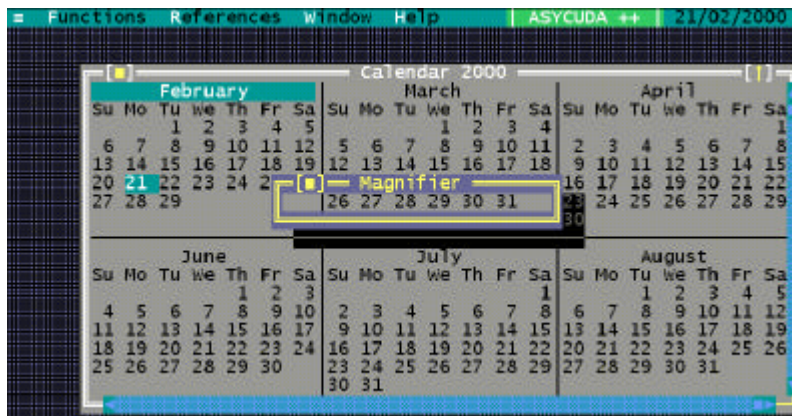 ≡ Functions References Window Help ASYCUDA ++ 21/02/2000
[■] Calendar 2000 [↑]
February March April
Su Mo Tu We Th Fr Sa Su Mo Tu We Th Fr Sa Su Mo Tu We Th Fr Sa
1 2 3 4 5 1 2 3 4 1
6 7 8 9 10 11 12 5 6 7 8 9 10 11 2 3 4 5 6 7 8
13 14 15 16 17 18 19 12 13 14 15 16 17 18 9 10 11 12 13 14 15
20 21 22 23 24 2 [■] Magnifier 16 17 18 19 20 21 22
27 28 29 26 27 28 29 30 31 23 24 25 26 27 28 29
30
June July August
Su Mo Tu We Th Fr Sa Su Mo Tu We Th Fr Sa Su Mo Tu We Th Fr Sa
1 2 3 1 1 2 3 4 5
4 5 6 7 8 9 10 2 3 4 5 6 7 8 6 7 8 9 10 11 12
11 12 13 14 15 16 17 9 10 11 12 13 14 15 13 14 15 16 17 18 19
18 19 20 21 22 23 24 16 17 18 19 20 21 22 20 21 22 23 24 25 26
25 26 27 28 29 30 23 24 25 26 27 28 29 27 28 29 30 31
30 31